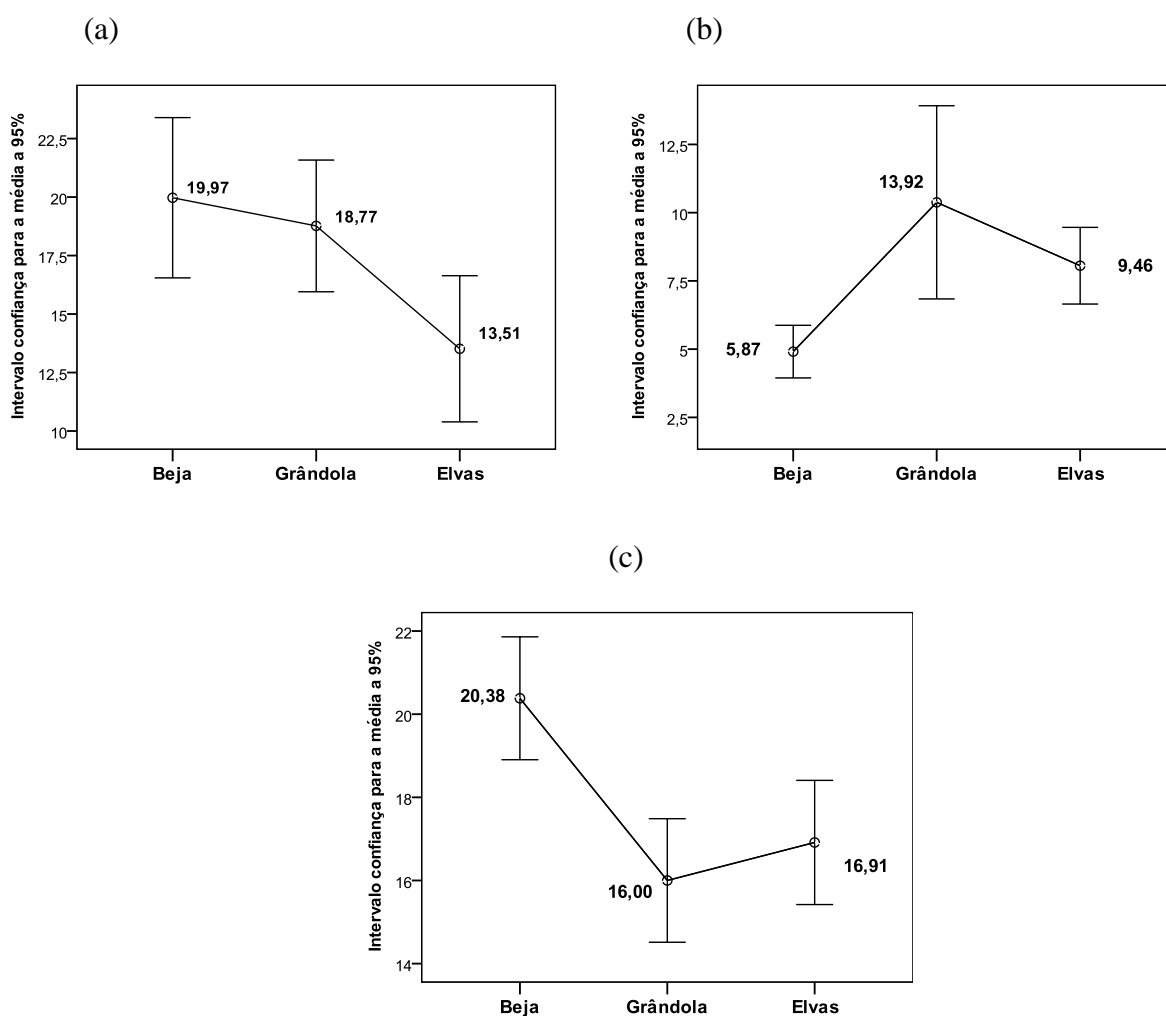 (a)
Intervalo confiança para a média a 95%
22,5
20
17,5
15
12,5
10
19,97
18,77
13,51
Beja Grândola Elvas
(b)
Intervalo confiança para a média a 95%
12,5
10
7,5
5
2,5
5,87
13,92
9,46
Beja Grândola Elvas
(c)
Intervalo confiança para a média a 95%
22
20
18
16
14
20,38
16,00
16,91
Beja Grândola Elvas